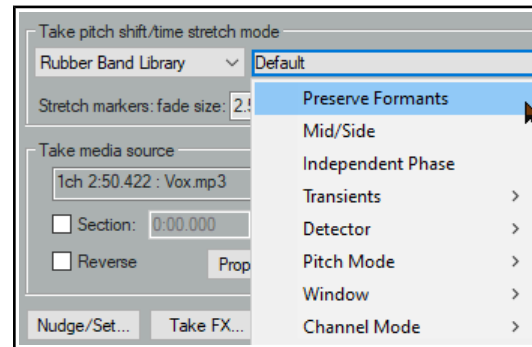 Take pitch shift/time stretch mode
Rubber Band Library Default
Stretch markers: fade size: 2.
Preserve Formants
Mid/Side
Independent Phase
Transients
Detector
Pitch Mode
Window
Channel Mode
Take media source
1ch 2:50.422 : Vox.mp3
Section: 0:00.000
Reverse Prop
Nudge/Set... Take FX...